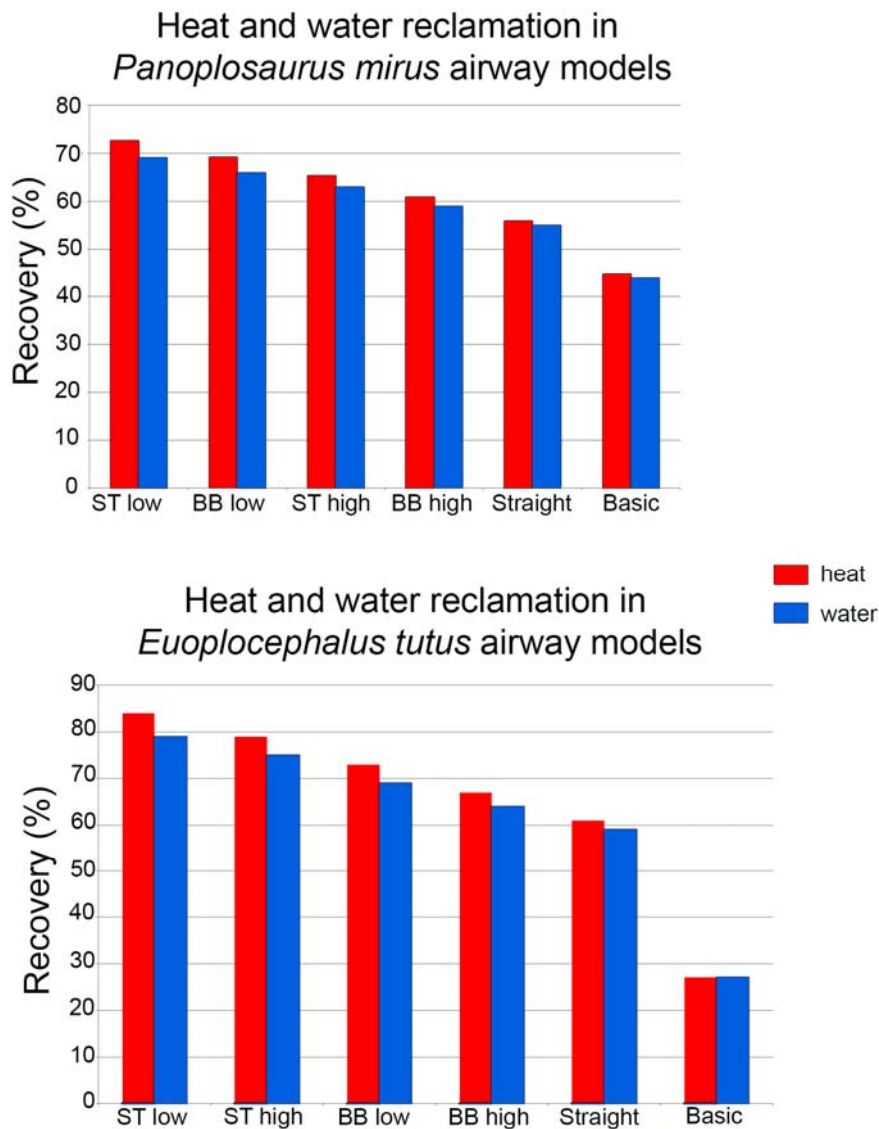 Heat and water reclamation in
Panoplosaurus mirus airway models
80
70
60
50
40
30
20
10
0
Recovery (%)
ST low BB low ST high BB high Straight Basic
heat
water
Heat and water reclamation in
Euoplocephalus tutus airway models
90
80
70
60
50
40
30
20
10
0
Recovery (%)
ST low ST high BB low BB high Straight Basic